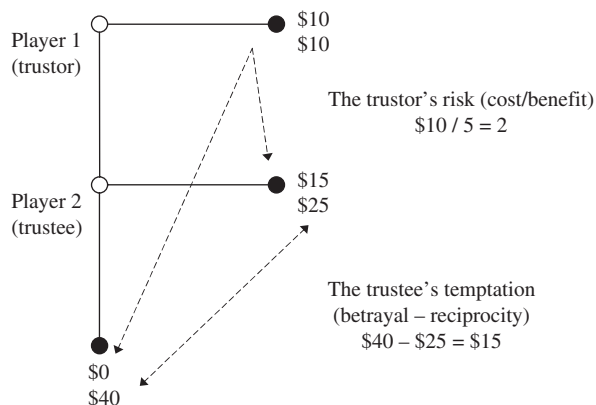 Player 1
(trustor)
$10
$10
The trustor's risk (cost/benefit)
$10 / 5 = 2
Player 2
(trustee)
$15
$25
The trustee's temptation
(betrayal – reciprocity)
$40 – $25 = $15
$0
$40